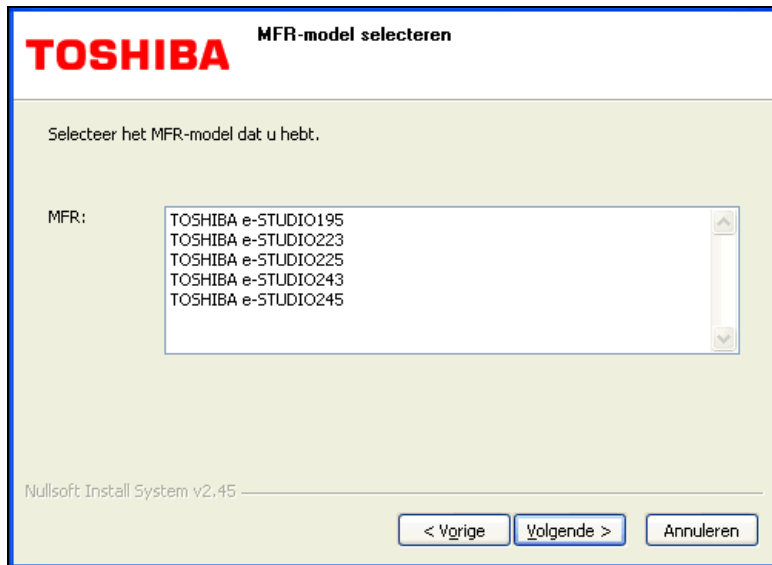 TOSHIBA
MFR-model selecteren
Selecteer het MFR-model dat u hebt.
MFR:
TOSHIBA e-STUDIO195
TOSHIBA e-STUDIO223
TOSHIBA e-STUDIO225
TOSHIBA e-STUDIO243
TOSHIBA e-STUDIO245
Nullsoft Install System v2.45
< Vorige
Volgende >
Annuleren